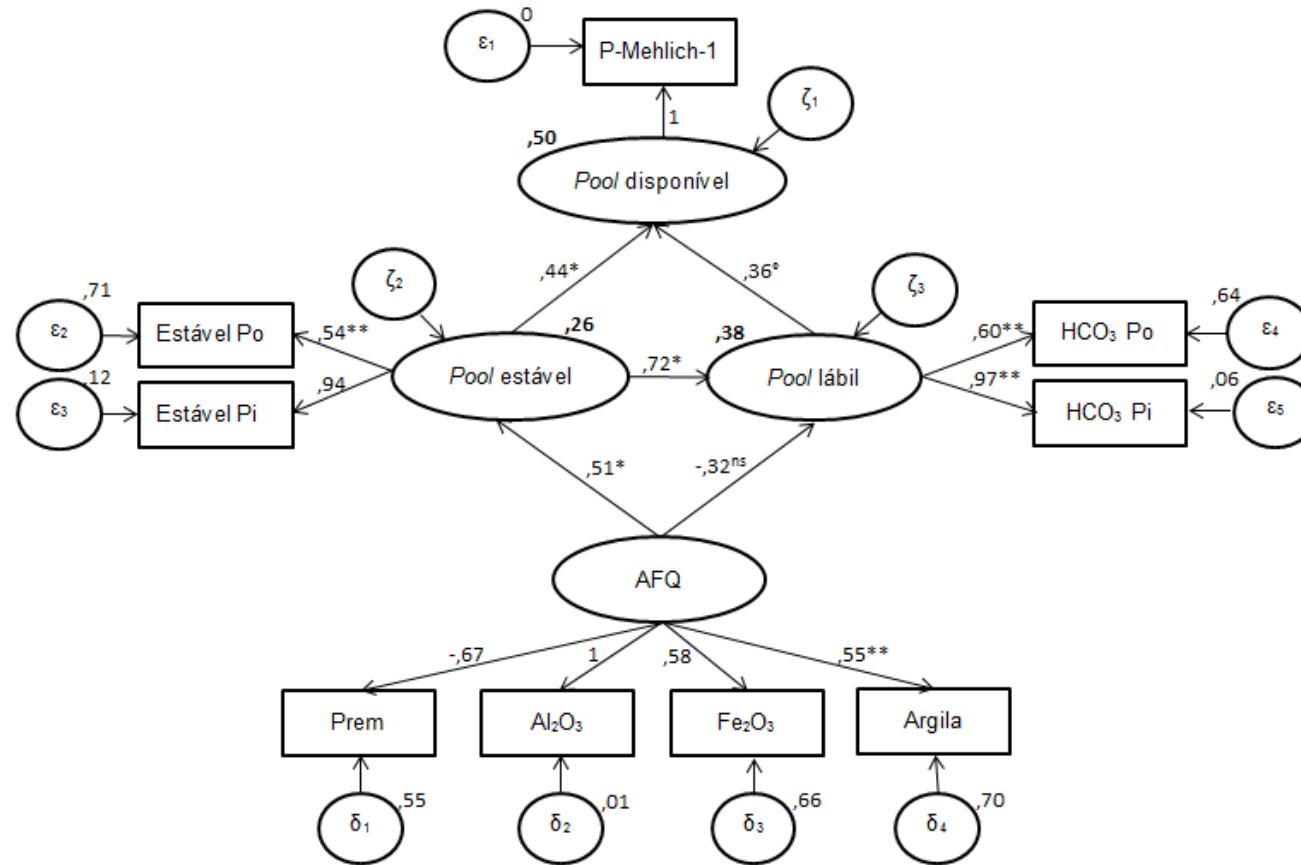 0
ε₁
P-Mehlich-1
ζ₁
1
,50
Pool disponível
,44*
,36°
ζ₂
ζ₃
,71
ε₂
Estável Po
,54**
,26
Pool estável
,72*
,38
Pool lábil
,60**
HCO₃ Po
,64
ε₄
,12
ε₃
Estável Pi
,94
,97**
HCO₃ Pi
,06
ε₅
,51*
-,32ⁿˢ
AFQ
-,67
1
,58
,55**
Prem
Al₂O₃
Fe₂O₃
Argila
δ₁
,55
δ₂
,01
δ₃
,66
δ₄
,70